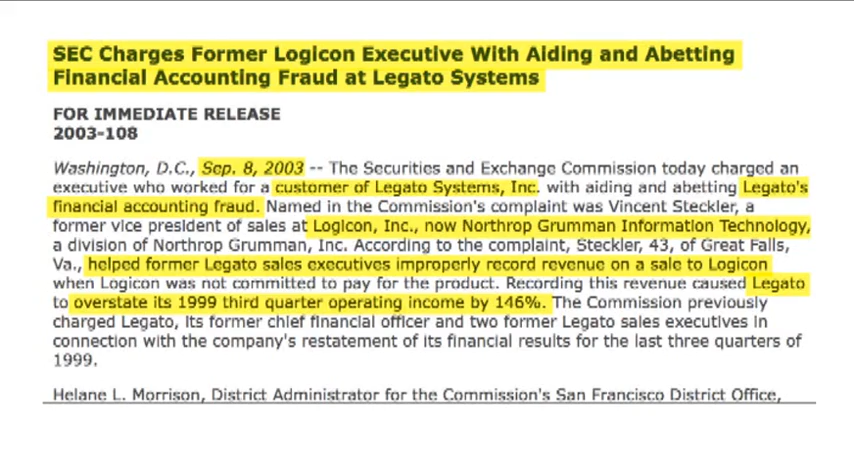 SEC Charges Former Logicon Executive With Aiding and Abetting
Financial Accounting Fraud at Legato Systems
FOR IMMEDIATE RELEASE
2003-108
Washington, D.C., Sep. 8, 2003 -- The Securities and Exchange Commission today charged an
executive who worked for a customer of Legato Systems, Inc. with aiding and abetting Legato's
financial accounting fraud. Named in the Commission's complaint was Vincent Steckler, a
former vice president of sales at Logicon, Inc., now Northrop Grumman Information Technology,
a division of Northrop Grumman, Inc. According to the complaint, Steckler, 43, of Great Falls,
Va., helped former Legato sales executives improperly record revenue on a sale to Logicon
when Logicon was not committed to pay for the product. Recording this revenue caused Legato
to overstate its 1999 third quarter operating income by 146%. The Commission previously
charged Legato, its former chief financial officer and two former Legato sales executives in
connection with the company's restatement of its financial results for the last three quarters of
1999.
Helane L. Morrison, District Administrator for the Commission's San Francisco District Office,